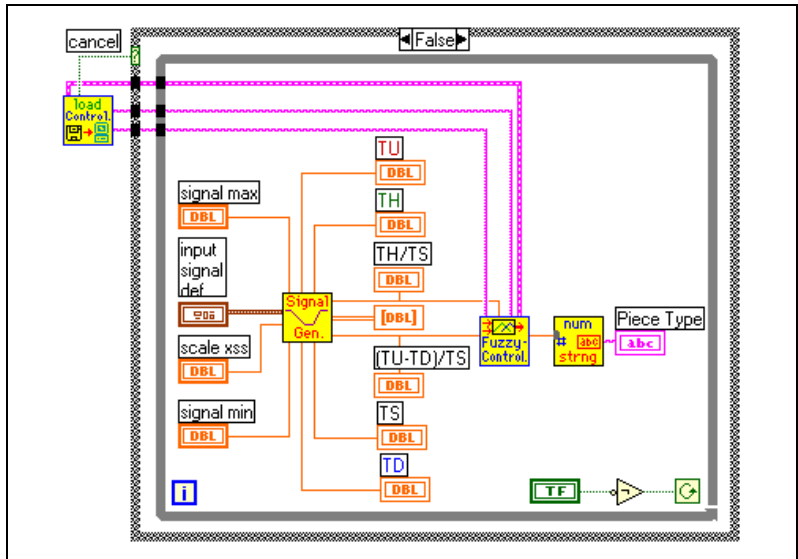 cancel
False
?
load
Control.
TU
DBL
signal max
DBL
TH
DBL
input
signal
def
TH/TS
DBL
Signal
Gen.
[DBL]
scale xss
DBL
(TU-TD)/TS
DBL
Fuzzy-
Control.
num
# abc
strng
Piece Type
abc
signal min
DBL
TS
DBL
TD
DBL
i
TF